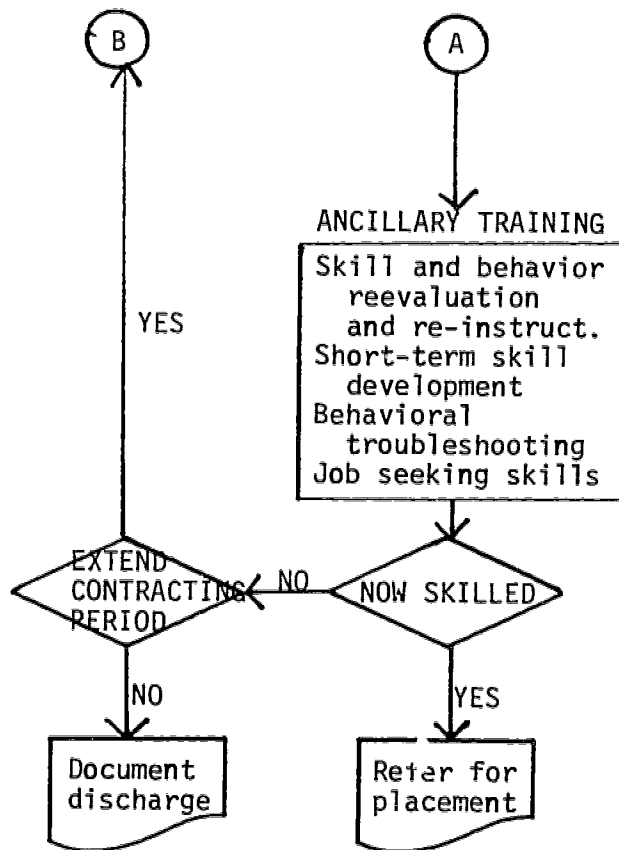 B
A
ANCILLARY TRAINING
Skill and behavior
reevaluation
and re-instruct.
Short-term skill
development
Behavioral
troubleshooting
Job seeking skills
YES
EXTEND
CONTRACTING
PERIOD
NO
NOW SKILLED
NO
YES
Document
discharge
Refer for
placement